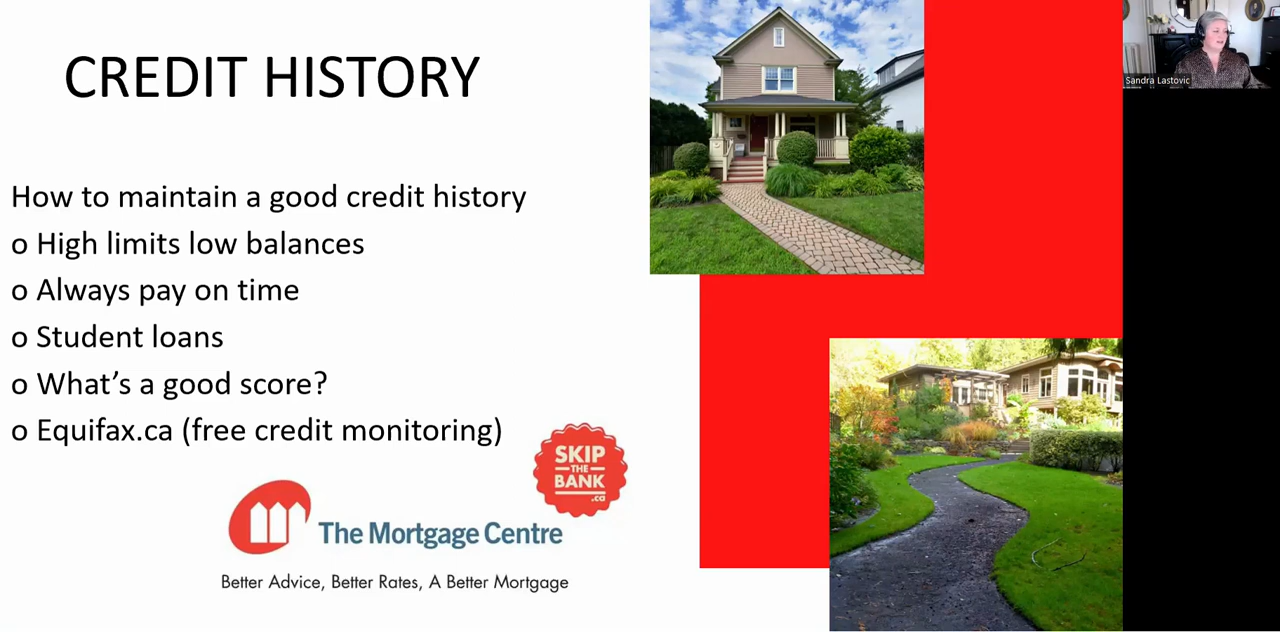 CREDIT HISTORY
How to maintain a good credit history
o High limits low balances
o Always pay on time
o Student loans
o What’s a good score?
o Equifax.ca (free credit monitoring)
SKIP
THE
BANK
.ca
The Mortgage Centre
Better Advice, Better Rates, A Better Mortgage
Sandra Lastovic